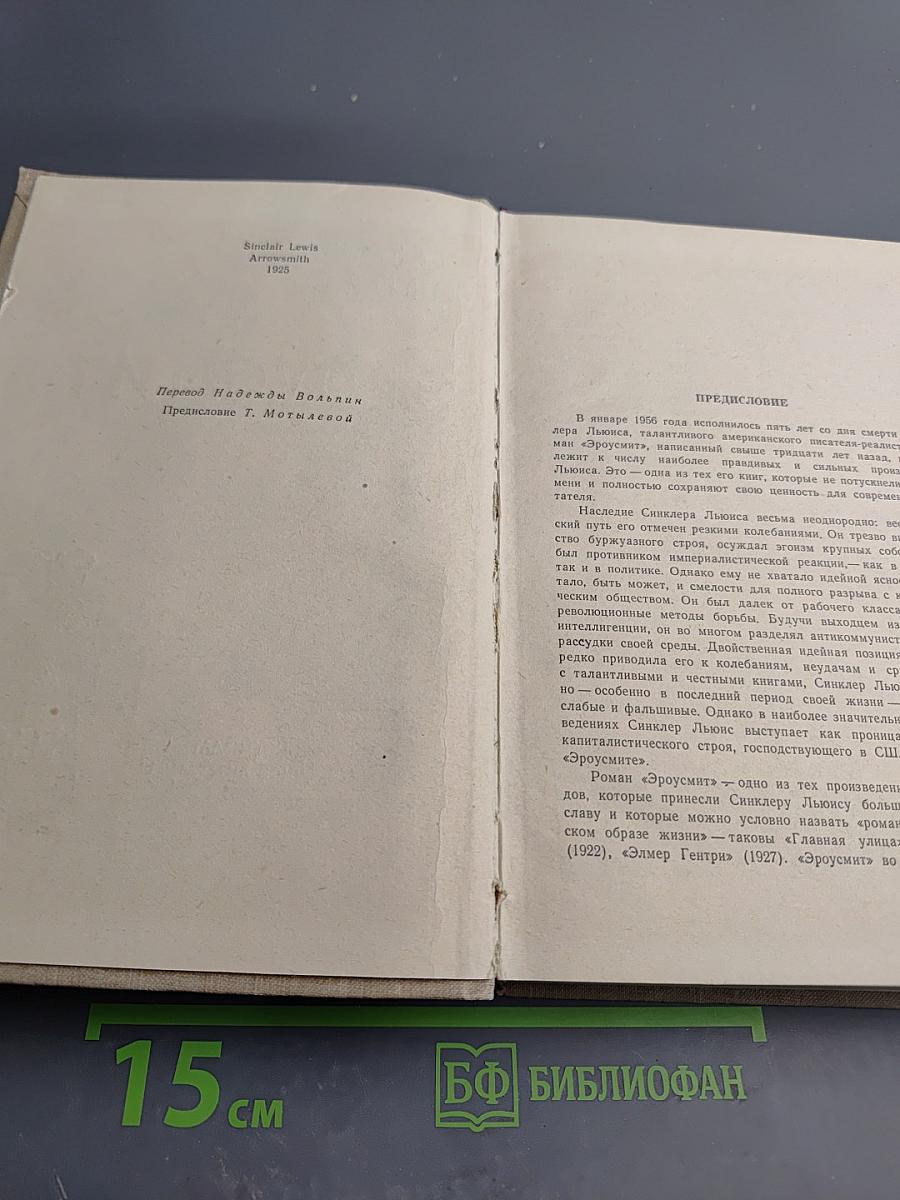 Sinclair Lewis
Arrowsmith
1925
Перевод Надежды Вольпин
Предисловие Т. Мотылевой
ПРЕДИСЛОВИЕ
В январе 1956 года исполнилось пять лет со дня смерти
лера Льюиса, талантливого американского писателя-реалист
ман «Эроусмит», написанный свыше тридцати лет назад,
лежит к числу наиболее правдивых и сильных произ
Льюиса. Это — одна из тех его книг, которые не потускнели
мени и полностью сохраняют свою ценность для современ
тателя.
Наследие Синклера Льюиса весьма неоднородно: вес
ский путь его отмечен резкими колебаниями. Он трезво ви
ство буржуазного строя, осуждал эгоизм крупных собс
был противником империалистической реакции,— как в
так и в политике. Однако ему не хватало идейной яснос
тало, быть может, и смелости для полного разрыва с к
ческим обществом. Он был далек от рабочего класса
революционные методы борьбы. Будучи выходцем из
интеллигенции, он во многом разделял антикоммунист
рассудки своей среды. Двойственная идейная позиция
редко приводила его к колебаниям, неудачам и ср
с талантливыми и честными книгами, Синклер Лью
но — особенно в последний период своей жизни —
слабые и фальшивые. Однако в наиболее значительн
ведениях Синклер Льюис выступает как проница
капиталистического строя, господствующего в США
«Эроусмите».
Роман «Эроусмит» — одно из тех произведени
дов, которые принесли Синклеру Льюису больш
славу и которые можно условно назвать «роман
ском образе жизни» — таковы «Главная улица»
(1922), «Элмер Гентри» (1927). «Эроусмит» во
15 см
БФ БИБЛИОФАН